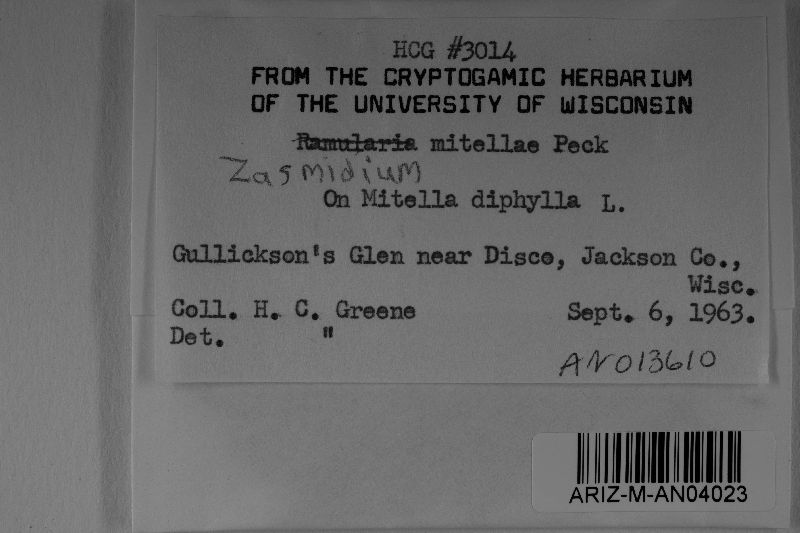 HCG #3014
FROM THE CRYPTOGAMIC HERBARIUM
OF THE UNIVERSITY OF WISCONSIN
Ramularia mitellae Peck
Zasmidium
On Mitella diphylla L.
Gullickson's Glen near Disco, Jackson Co.,
Wisc.
Coll. H. C. Greene Sept. 6, 1963.
Det. "
AN013610
ARIZ-M-AN04023